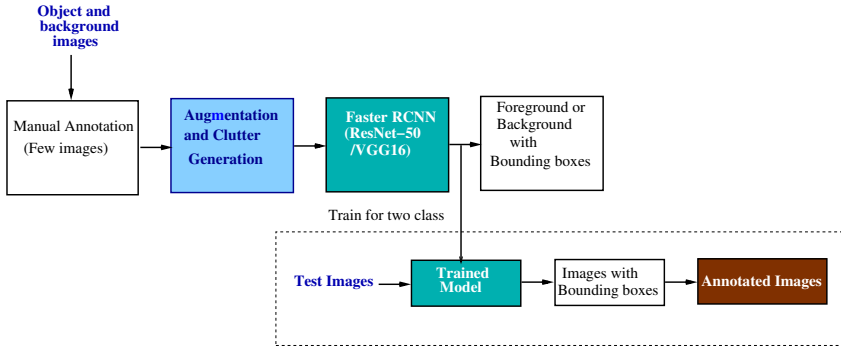 Object and
background
images
Manual Annotation
(Few images)
Augmentation
and Clutter
Generation
Faster RCNN
(ResNet−50
/VGG16)
Foreground or
Background
with
Bounding boxes
Train for two class
Test Images
Trained
Model
Images with
Bounding boxes
Annotated Images